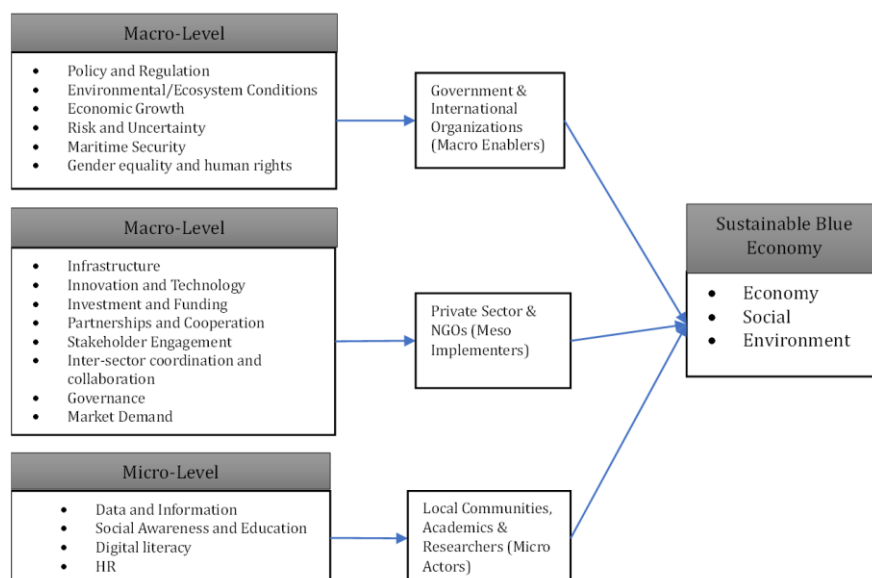 Macro-Level
• Policy and Regulation
• Environmental/Ecosystem Conditions
• Economic Growth
• Risk and Uncertainty
• Maritime Security
• Gender equality and human rights
Government &
International
Organizations
(Macro Enablers)
Macro-Level
• Infrastructure
• Innovation and Technology
• Investment and Funding
• Partnerships and Cooperation
• Stakeholder Engagement
• Inter-sector coordination and
collaboration
• Governance
• Market Demand
Private Sector &
NGOs (Meso
Implementers)
Micro-Level
• Data and Information
• Social Awareness and Education
• Digital literacy
• HR
Local Communities,
Academics &
Researchers (Micro
Actors)
Sustainable Blue
Economy
• Economy
• Social
• Environment